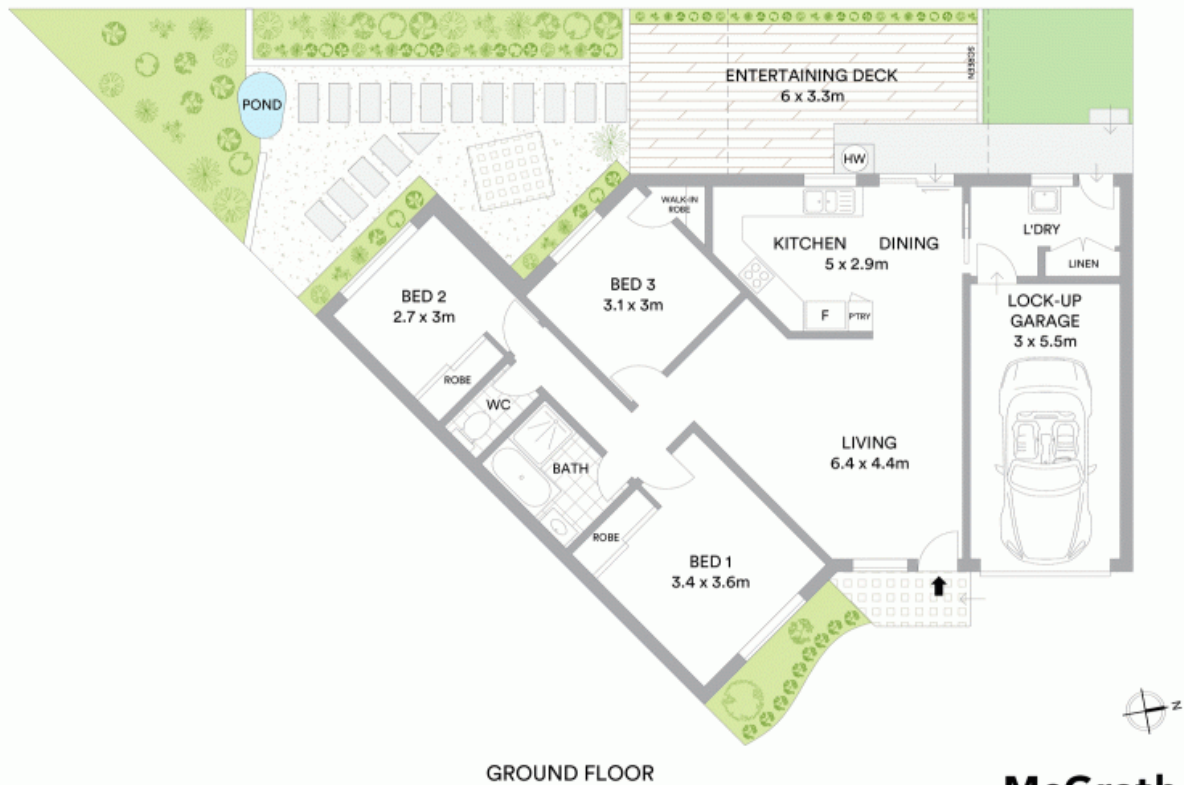 ENTERTAINING DECK
6 x 3.3m
SCREEN
POND
HW
WALK-IN
ROBE
KITCHEN DINING
5 x 2.9m
L'DRY
LINEN
BED 2
2.7 x 3m
BED 3
3.1 x 3m
F
P'TRY
LOCK-UP
GARAGE
3 x 5.5m
ROBE
WC
BATH
LIVING
6.4 x 4.4m
ROBE
BED 1
3.4 x 3.6m
N
GROUND FLOOR
McGrath